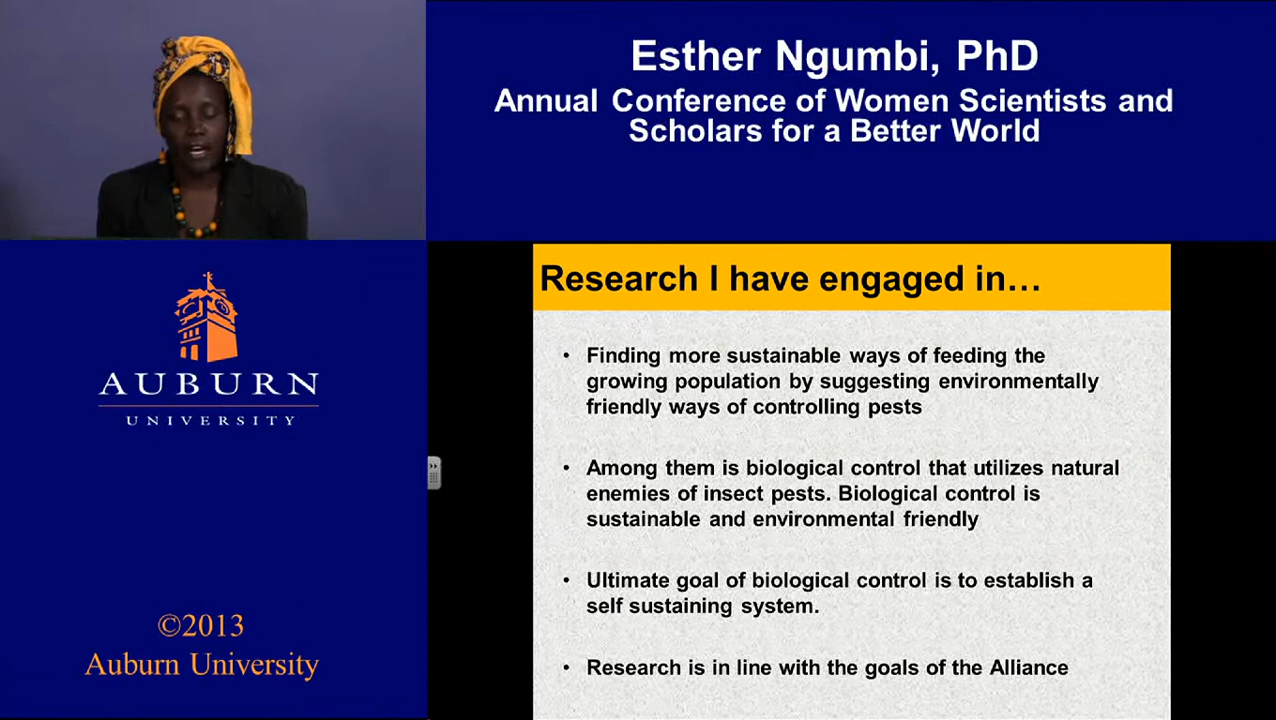 Esther Ngumbi, PhD
Annual Conference of Women Scientists and
Scholars for a Better World
AUBURN
UNIVERSITY
©2013
Auburn University
Research I have engaged in…
• Finding more sustainable ways of feeding the
growing population by suggesting environmentally
friendly ways of controlling pests
• Among them is biological control that utilizes natural
enemies of insect pests. Biological control is
sustainable and environmental friendly
• Ultimate goal of biological control is to establish a
self sustaining system.
• Research is in line with the goals of the Alliance